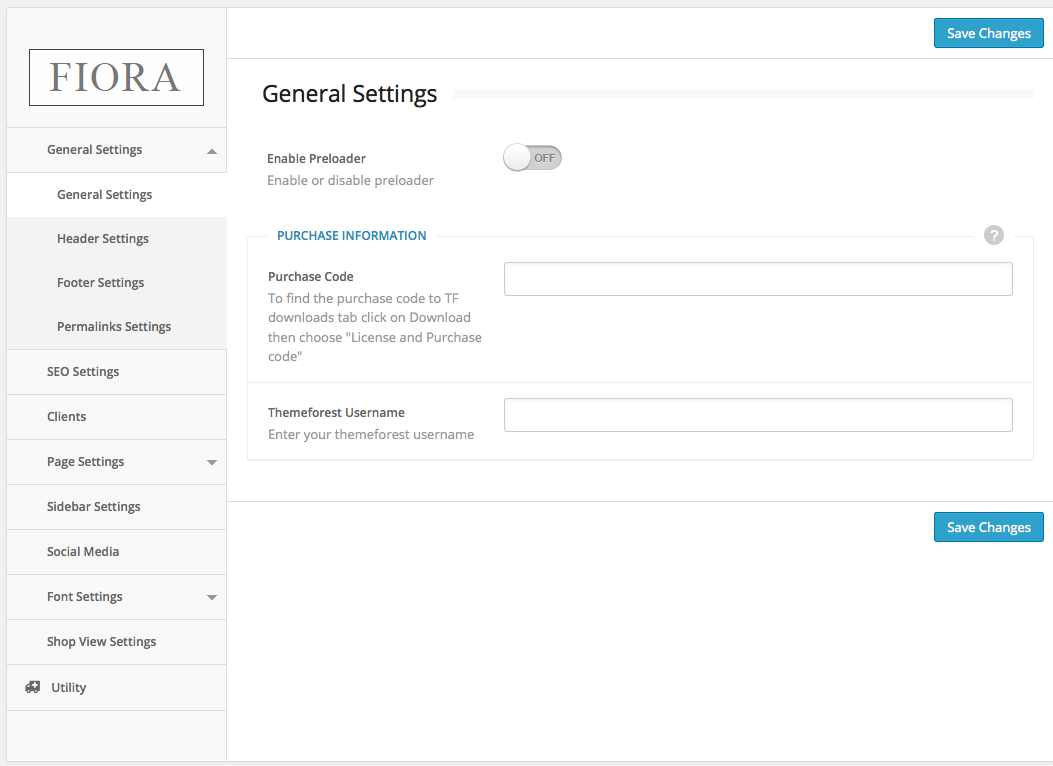 FIORA
General Settings
General Settings
Header Settings
Footer Settings
Permalinks Settings
SEO Settings
Clients
Page Settings
Sidebar Settings
Social Media
Font Settings
Shop View Settings
Utility
Save Changes
General Settings
Enable Preloader
Enable or disable preloader
OFF
PURCHASE INFORMATION
?
Purchase Code
To find the purchase code to TF
downloads tab click on Download
then choose "License and Purchase
code"
Themeforest Username
Enter your themeforest username
Save Changes